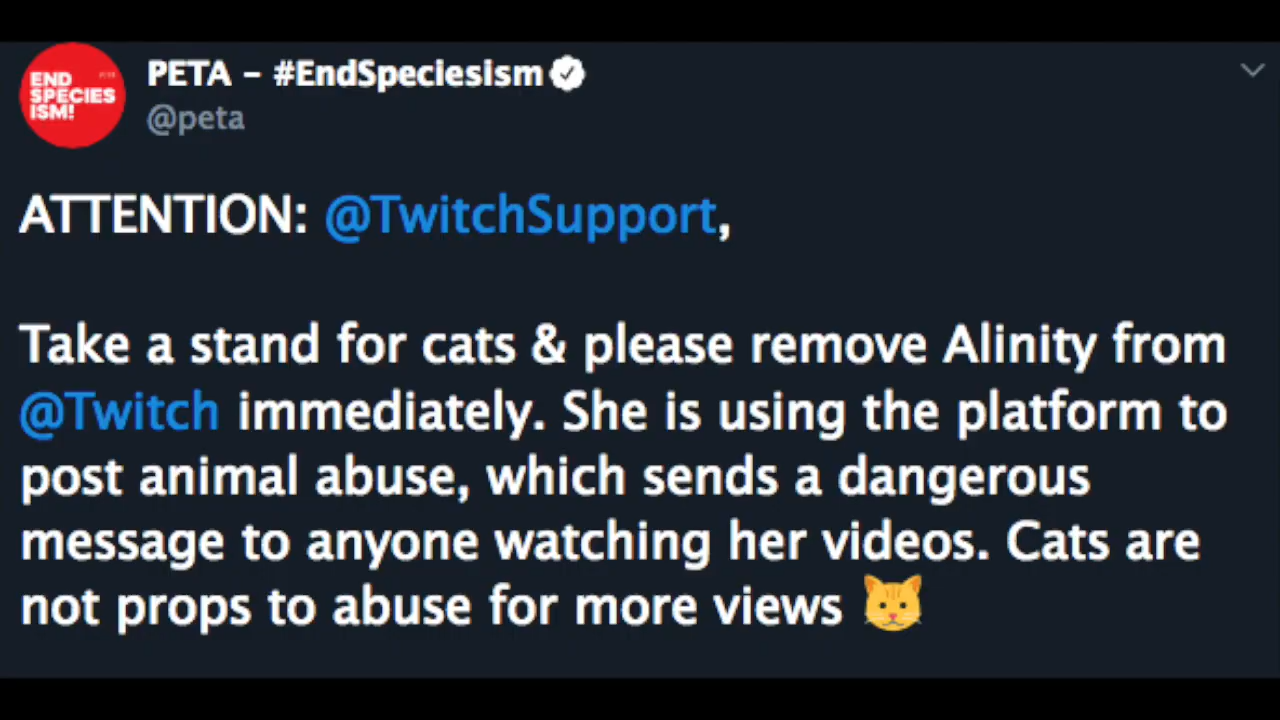 END
SPECIES
ISM!
PETA – #EndSpeciesism
@peta
ATTENTION: @TwitchSupport,
Take a stand for cats & please remove Alinity from
@Twitch immediately. She is using the platform to
post animal abuse, which sends a dangerous
message to anyone watching her videos. Cats are
not props to abuse for more views 🐱